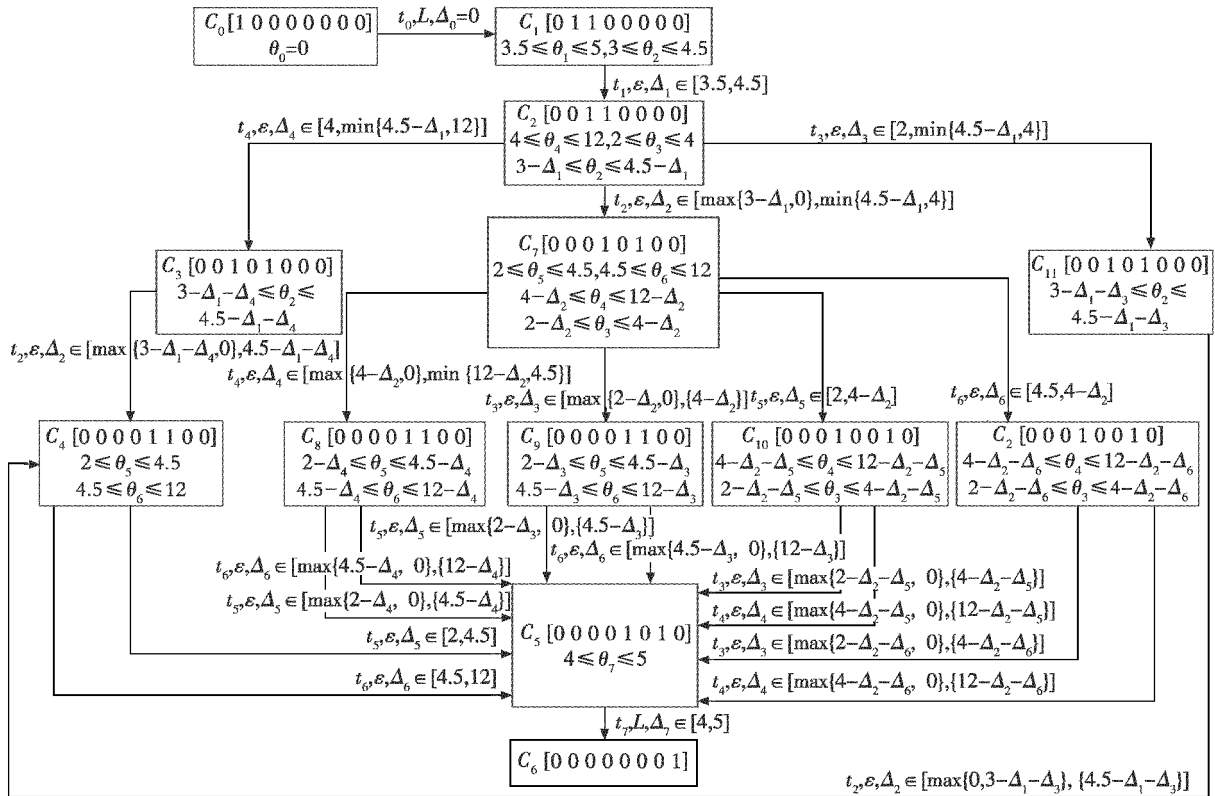 C₀ [1 0 0 0 0 0 0 0]
θ₀=0
t₀,L,Δ₀=0
C₁ [0 1 1 0 0 0 0 0]
3.5≤θ₁≤5,3≤θ₂≤4.5
t₁,ε,Δ₁∈[3.5,4.5]
C₂ [0 0 1 1 0 0 0 0]
4≤θ₄≤12,2≤θ₃≤4
3−Δ₁≤θ₂≤4.5−Δ₁
t₄,ε,Δ₄∈[4,min{4.5−Δ₁,12}]
t₃,ε,Δ₃∈[2,min{4.5−Δ₁,4}]
t₂,ε,Δ₂∈[max{3−Δ₁,0},min{4.5−Δ₁,4}]
C₃ [0 0 1 0 1 0 0 0]
3−Δ₁−Δ₄≤θ₂≤
4.5−Δ₁−Δ₄
C₇ [0 0 0 1 0 1 0 0]
2≤θ₅≤4.5,4.5≤θ₆≤12
4−Δ₂≤θ₄≤12−Δ₂
2−Δ₂≤θ₃≤4−Δ₂
C₁₁ [0 0 1 0 1 0 0 0]
3−Δ₁−Δ₃≤θ₂≤
4.5−Δ₁−Δ₃
t₂,ε,Δ₂∈[max{3−Δ₁−Δ₄,0},4.5−Δ₁−Δ₄]
t₄,ε,Δ₄∈[max{4−Δ₂,0},min{12−Δ₂,4.5}]
t₃,ε,Δ₃∈[max{2−Δ₂,0},{4−Δ₂}]
t₅,ε,Δ₅∈[2,4−Δ₂]
t₆,ε,Δ₆∈[4.5,4−Δ₂]
C₄ [0 0 0 0 1 1 0 0]
2≤θ₅≤4.5
4.5≤θ₆≤12
C₈ [0 0 0 0 1 1 0 0]
2−Δ₄≤θ₅≤4.5−Δ₄
4.5−Δ₄≤θ₆≤12−Δ₄
C₉ [0 0 0 0 1 1 0 0]
2−Δ₃≤θ₅≤4.5−Δ₃
4.5−Δ₃≤θ₆≤12−Δ₃
C₁₀ [0 0 0 1 0 0 1 0]
4−Δ₂−Δ₅≤θ₄≤12−Δ₂−Δ₅
2−Δ₂−Δ₅≤θ₃≤4−Δ₂−Δ₅
C₂ [0 0 0 1 0 0 1 0]
4−Δ₂−Δ₆≤θ₄≤12−Δ₂−Δ₆
2−Δ₂−Δ₆≤θ₃≤4−Δ₂−Δ₆
t₅,ε,Δ₅∈[max{2−Δ₃, 0},{4.5−Δ₃}]
t₆,ε,Δ₆∈[max{4.5−Δ₃, 0},{12−Δ₃}]
t₆,ε,Δ₆∈[max{4.5−Δ₄, 0},{12−Δ₄}]
t₅,ε,Δ₅∈[max{2−Δ₄, 0},{4.5−Δ₄}]
t₅,ε,Δ₅∈[2,4.5]
t₆,ε,Δ₆∈[4.5,12]
C₅ [0 0 0 0 1 0 1 0]
4≤θ₇≤5
t₃,ε,Δ₃∈[max{2−Δ₂−Δ₅, 0},{4−Δ₂−Δ₅}]
t₄,ε,Δ₄∈[max{4−Δ₂−Δ₅, 0},{12−Δ₂−Δ₅}]
t₃,ε,Δ₃∈[max{2−Δ₂−Δ₆, 0},{4−Δ₂−Δ₆}]
t₄,ε,Δ₄∈[max{4−Δ₂−Δ₆, 0},{12−Δ₂−Δ₆}]
t₇,L,Δ₇∈[4,5]
C₆ [0 0 0 0 0 0 0 1]
t₂,ε,Δ₂∈[max{0,3−Δ₁−Δ₃}, {4.5−Δ₁−Δ₃}]